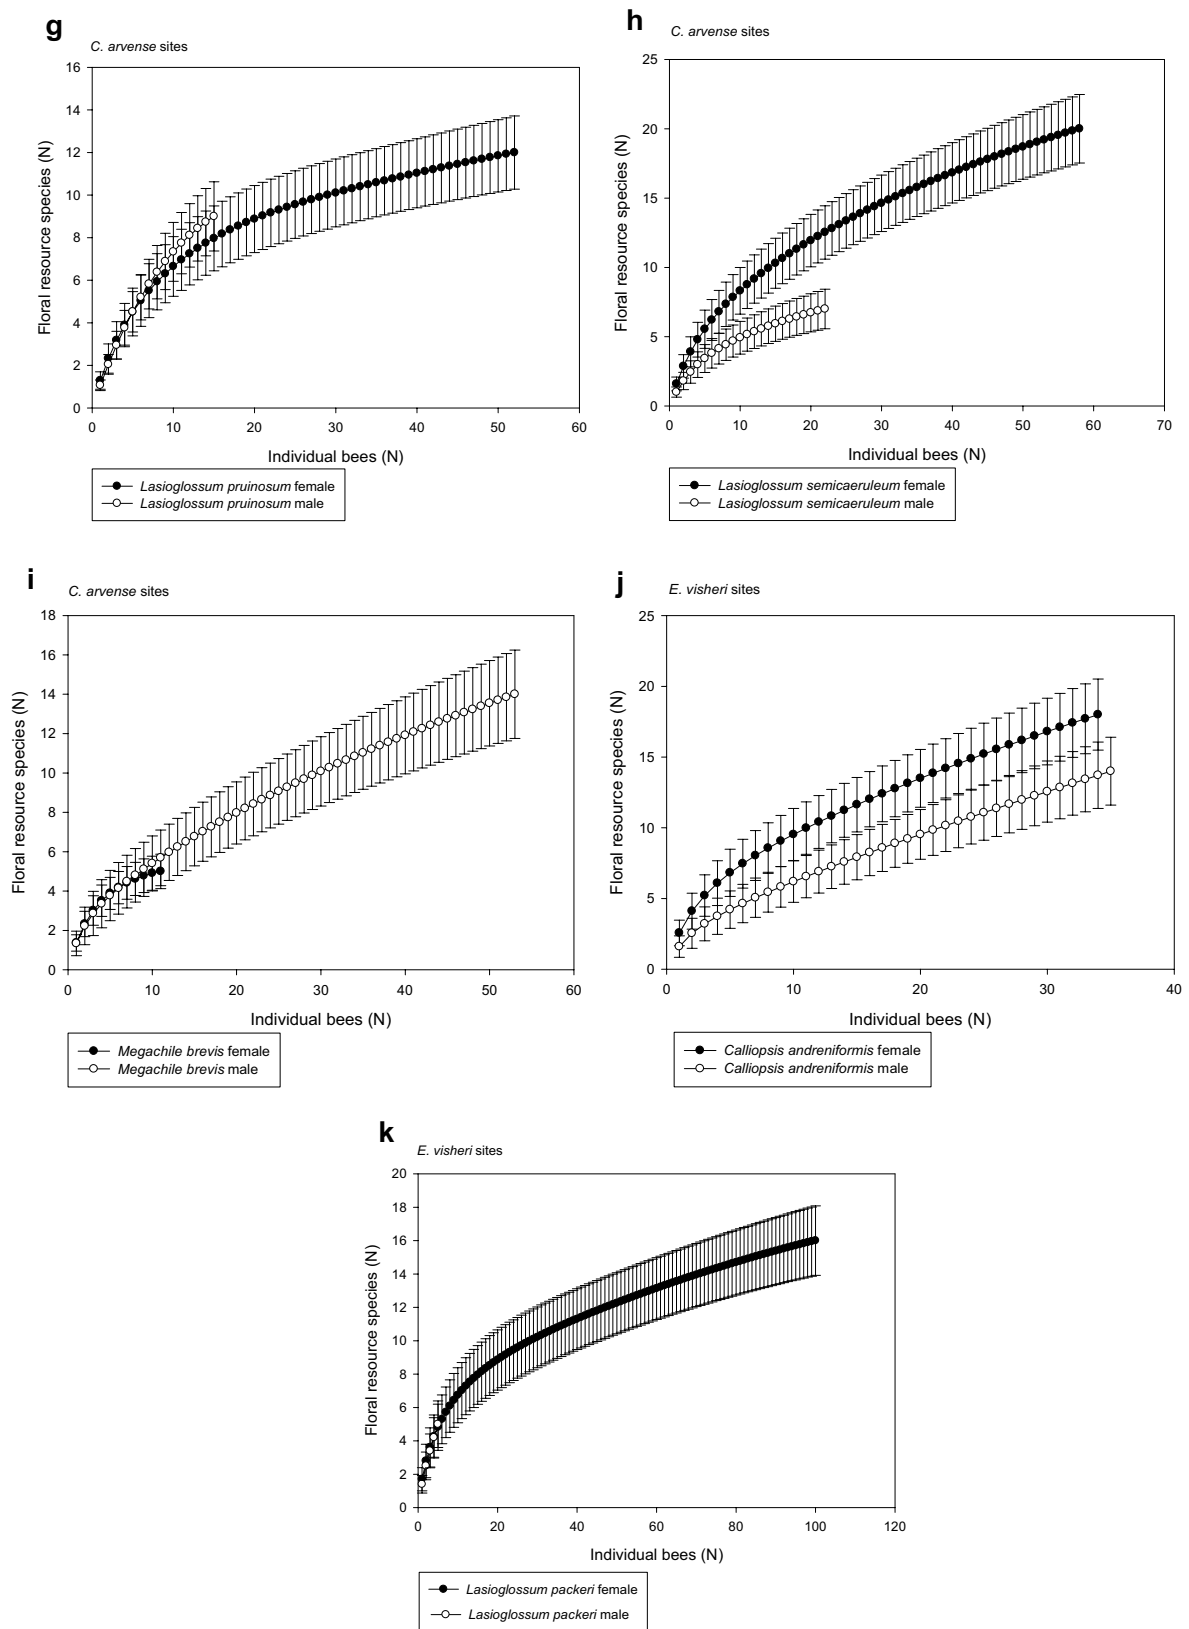 g
C. arvense sites
16
14
12
10
8
6
4
2
0
Floral resource species (N)
0 10 20 30 40 50 60
Individual bees (N)
Lasioglossum pruinosum female
Lasioglossum pruinosum male
h
C. arvense sites
25
20
15
10
5
0
Floral resource species (N)
0 10 20 30 40 50 60 70
Individual bees (N)
Lasioglossum semicaeruleum female
Lasioglossum semicaeruleum male
i
C. arvense sites
18
16
14
12
10
8
6
4
2
0
Floral resource species (N)
0 10 20 30 40 50 60
Individual bees (N)
Megachile brevis female
Megachile brevis male
j
E. visheri sites
25
20
15
10
5
0
Floral resource species (N)
0 10 20 30 40
Individual bees (N)
Calliopsis andreniformis female
Calliopsis andreniformis male
k
E. visheri sites
20
18
16
14
12
10
8
6
4
2
0
Floral resource species (N)
0 20 40 60 80 100 120
Individual bees (N)
Lasioglossum packeri female
Lasioglossum packeri male